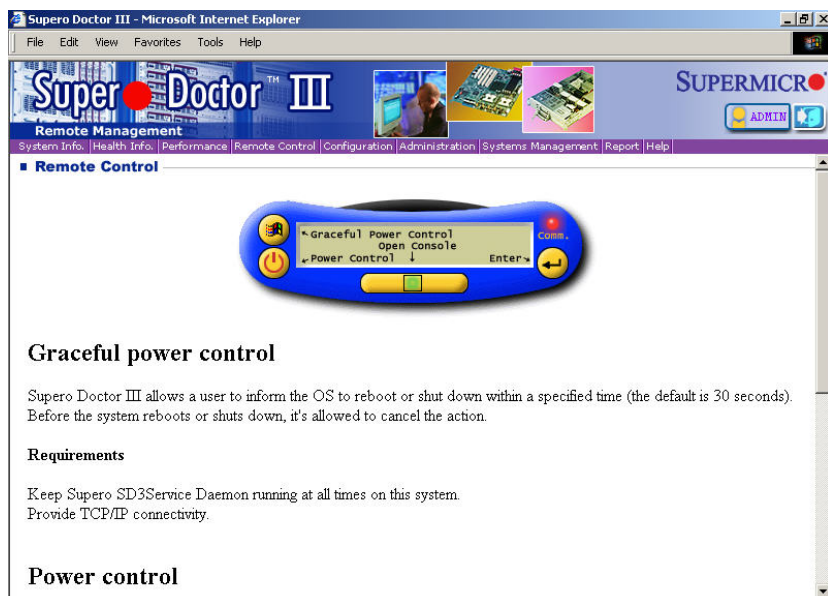 Supero Doctor III - Microsoft Internet Explorer
File Edit View Favorites Tools Help
Super Doctor ™ III
SUPERMICRO
Remote Management
ADMIN
System Info. Health Info. Performance Remote Control Configuration Administration Systems Management Report Help
Remote Control
Graceful Power Control
Comm.
Open Console
Power Control
Enter
Graceful power control
Supero Doctor III allows a user to inform the OS to reboot or shut down within a specified time (the default is 30 seconds).
Before the system reboots or shuts down, it's allowed to cancel the action.
Requirements
Keep Supero SD3Service Daemon running at all times on this system.
Provide TCP/IP connectivity.
Power control